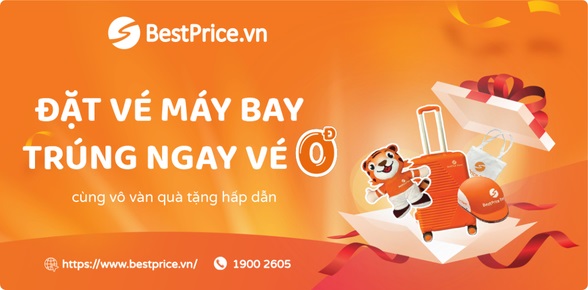 BestPrice.vn
ĐẶT VÉ MÁY BAY
TRÚNG NGAY VÉ 0Đ
cùng vô vàn quà tặng hấp dẫn
https://www.bestprice.vn/ 1900 2605